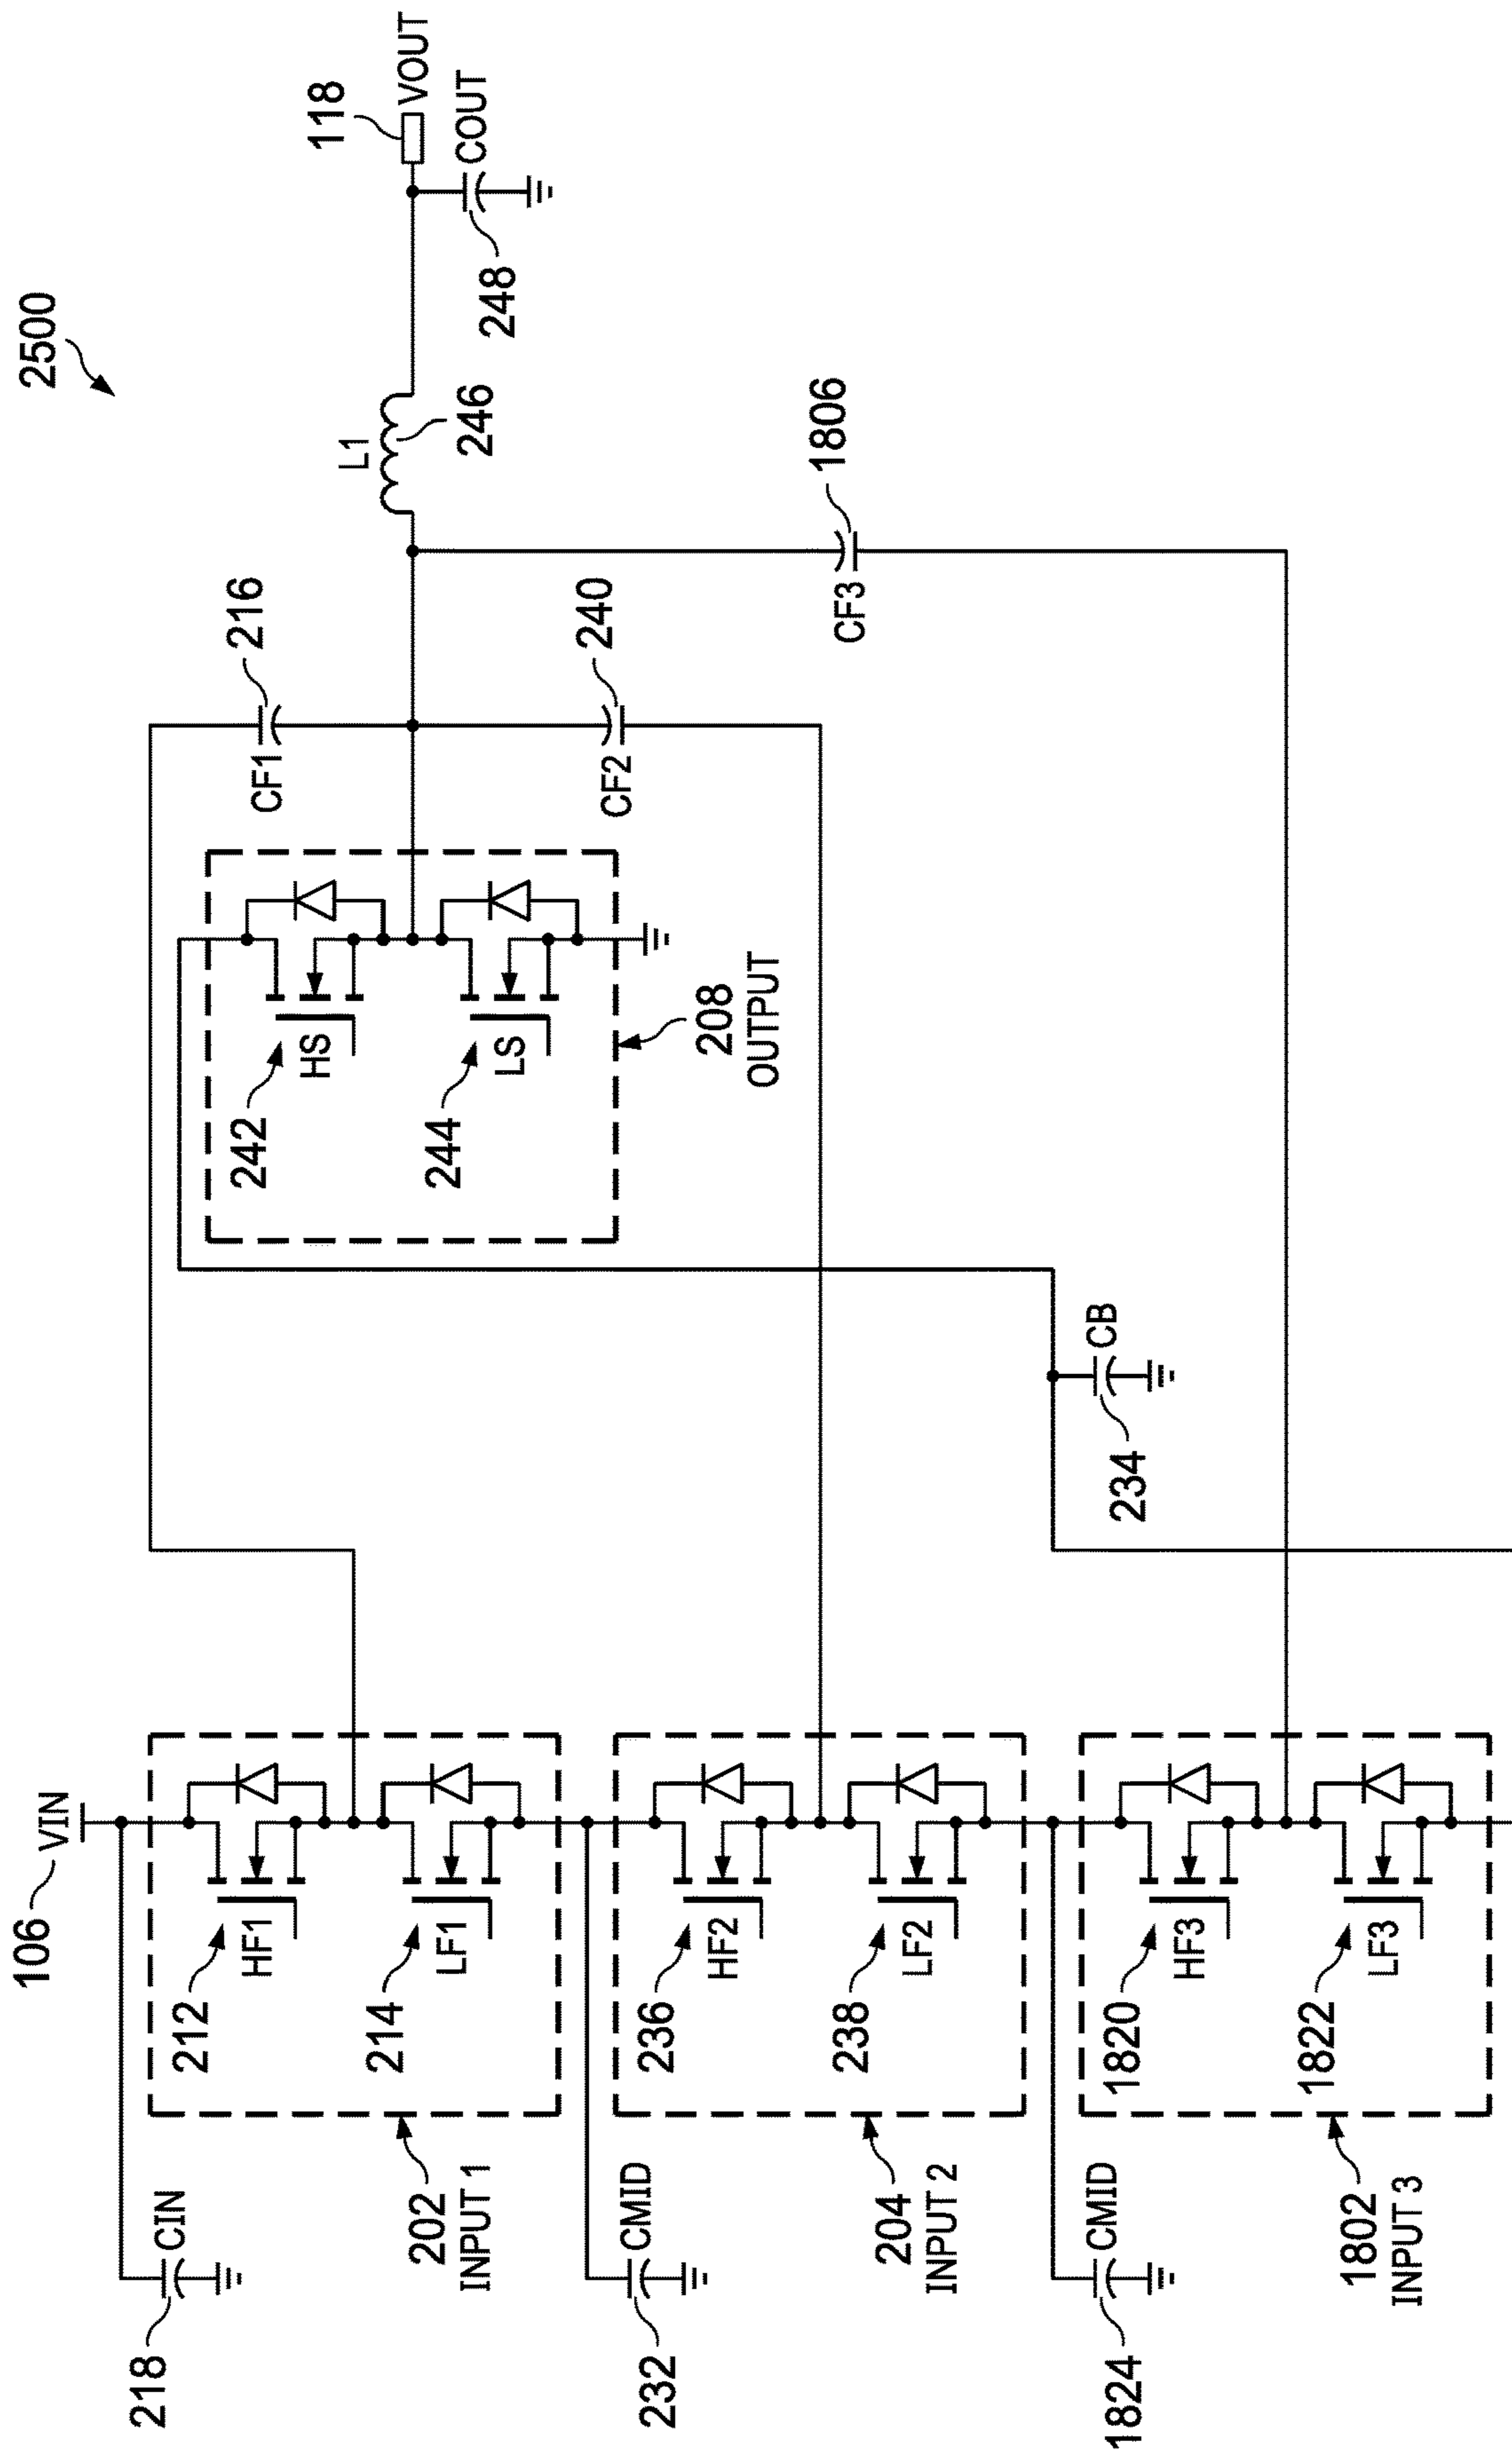 2500
106
VIN
218
CIN
212
HF1
214
LF1
202
INPUT 1
232
CMID
236
HF2
238
LF2
204
INPUT 2
1824
CMID
1820
HF3
1822
LF3
1802
INPUT 3
234
CB
242
HS
244
LS
208
OUTPUT
CF1
216
CF2
240
CF3
1806
L1
246
248
COUT
118
VOUT